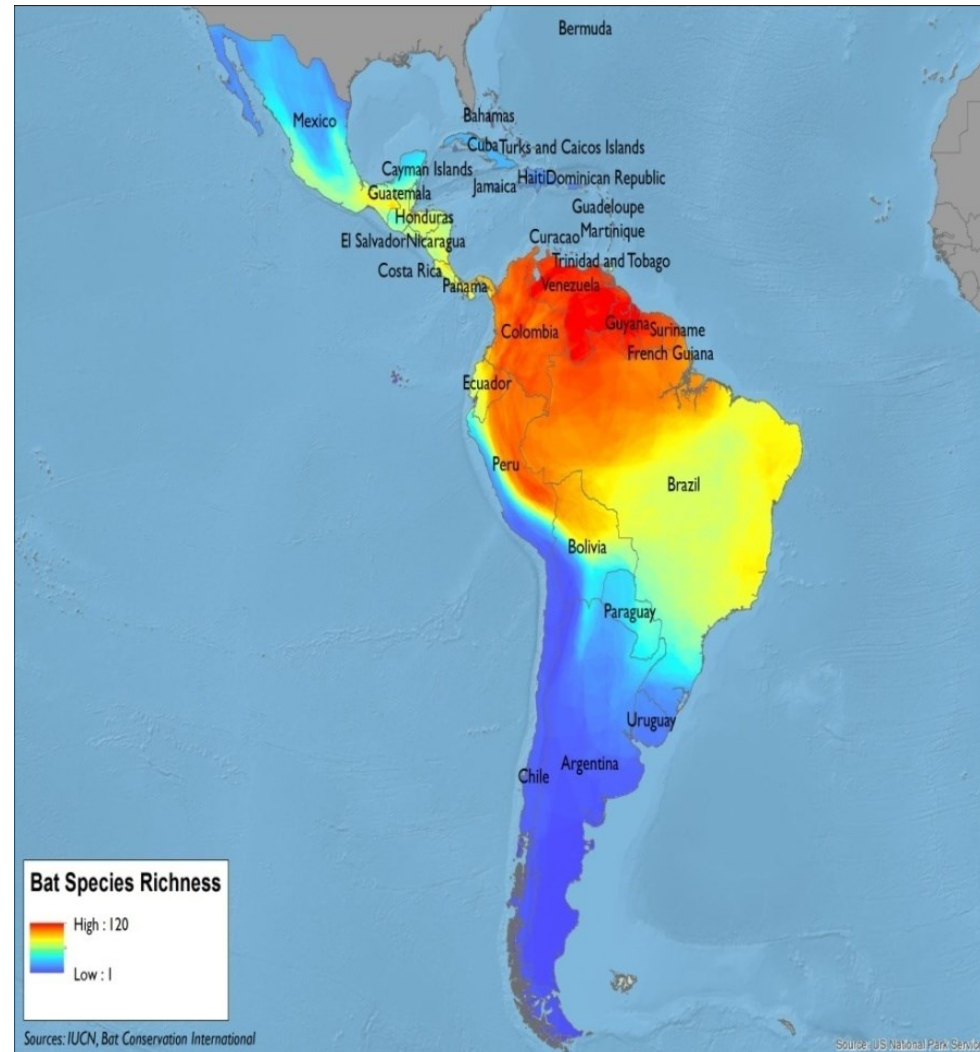 Bermuda
Bahamas
Mexico
Cuba Turks and Caicos Islands
Cayman Islands
Haiti Dominican Republic
Jamaica
Guatemala
Guadeloupe
Honduras
Martinique
Curacao
El Salvador Nicaragua
Trinidad and Tobago
Costa Rica
Panama
Venezuela
Guyana
Suriname
Colombia
French Guiana
Ecuador
Peru
Brazil
Bolivia
Paraguay
Uruguay
Argentina
Chile
Bat Species Richness
High : 120
Low : 1
Sources: IUCN, Bat Conservation International
Source: US National Park Service